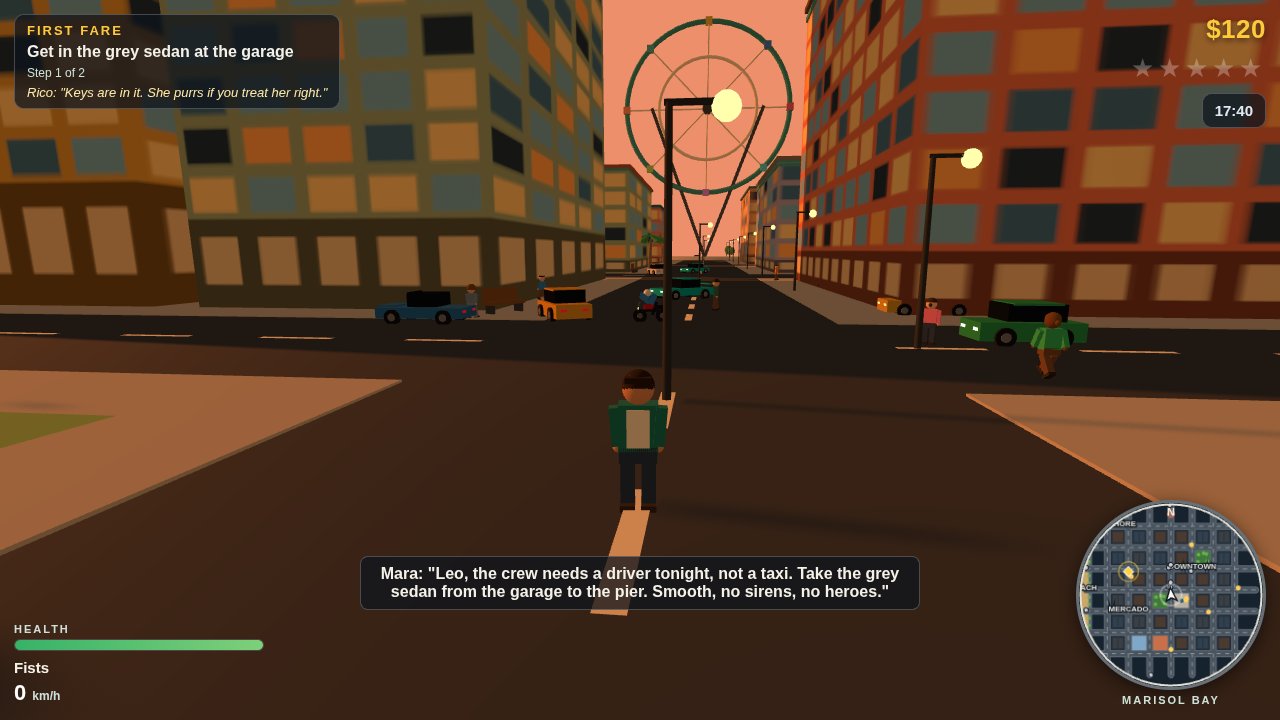 FIRST FARE
Get in the grey sedan at the garage
Step 1 of 2
Rico: "Keys are in it. She purrs if you treat her right."
$120
17:40
Mara: "Leo, the crew needs a driver tonight, not a taxi. Take the grey
sedan from the garage to the pier. Smooth, no sirens, no heroes."
HEALTH
Fists
0 km/h
N
MERCADO
MARISOL BAY